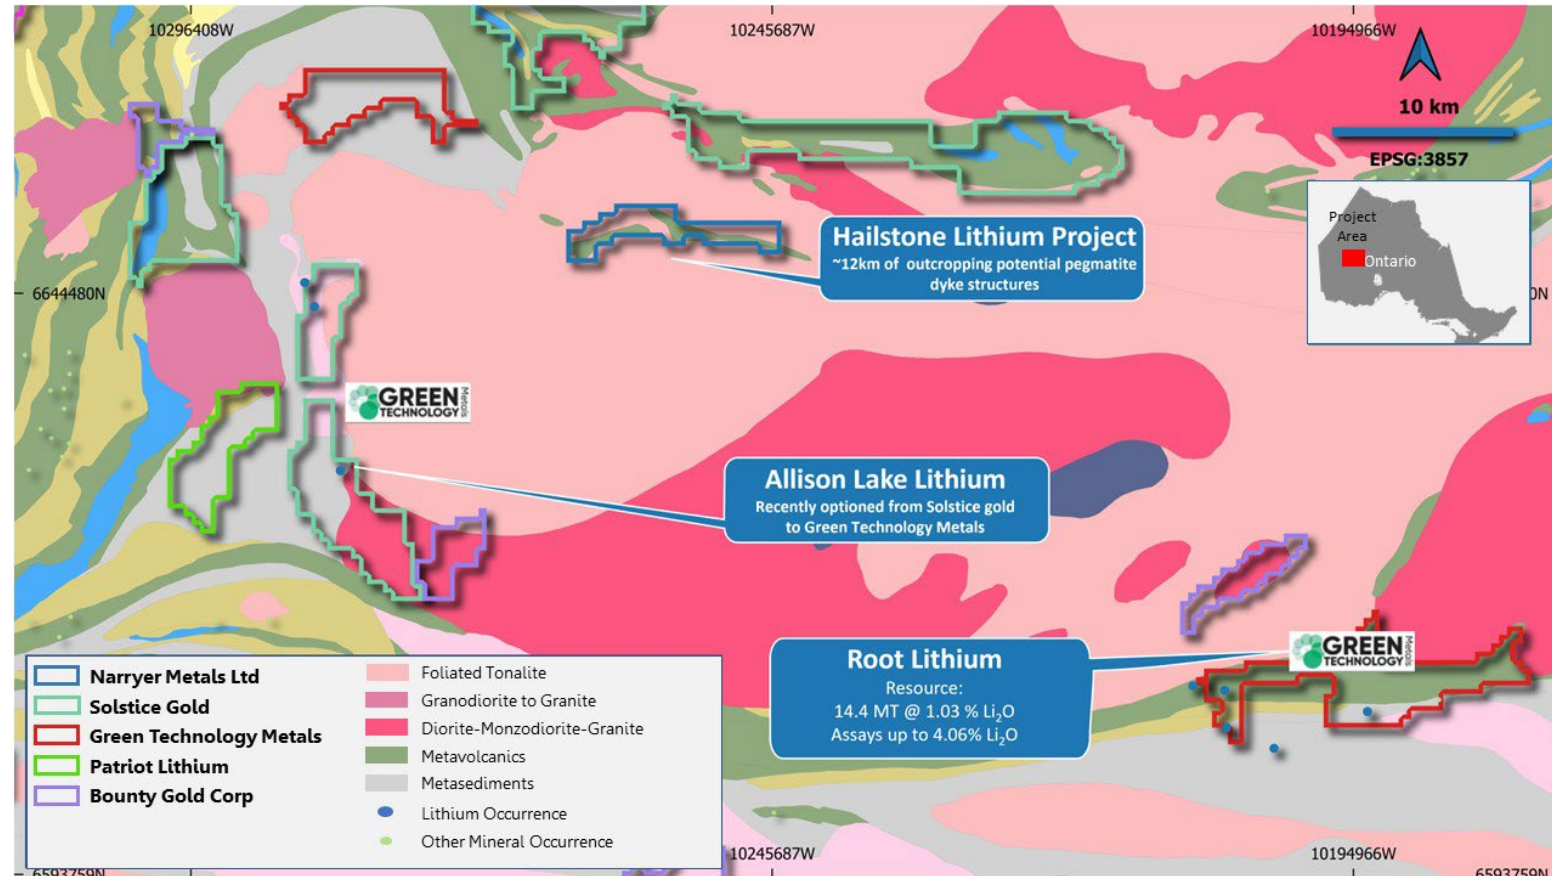 10296408W
10245687W
10194966W
10 km
EPSG:3857
Project
Area
Ontario
Hailstone Lithium Project
~12km of outcropping potential pegmatite
dyke structures
6644480N
0N
GREEN
TECHNOLOGY
Metals
Allison Lake Lithium
Recently optioned from Solstice gold
to Green Technology Metals
Root Lithium
Resource:
14.4 MT @ 1.03 % Li₂O
Assays up to 4.06% Li₂O
GREEN
TECHNOLOGY
Metals
Narryer Metals Ltd
Solstice Gold
Green Technology Metals
Patriot Lithium
Bounty Gold Corp
Foliated Tonalite
Granodiorite to Granite
Diorite-Monzodiorite-Granite
Metavolcanics
Metasediments
Lithium Occurrence
Other Mineral Occurrence
10245687W
10194966W
6593759N
6593759N